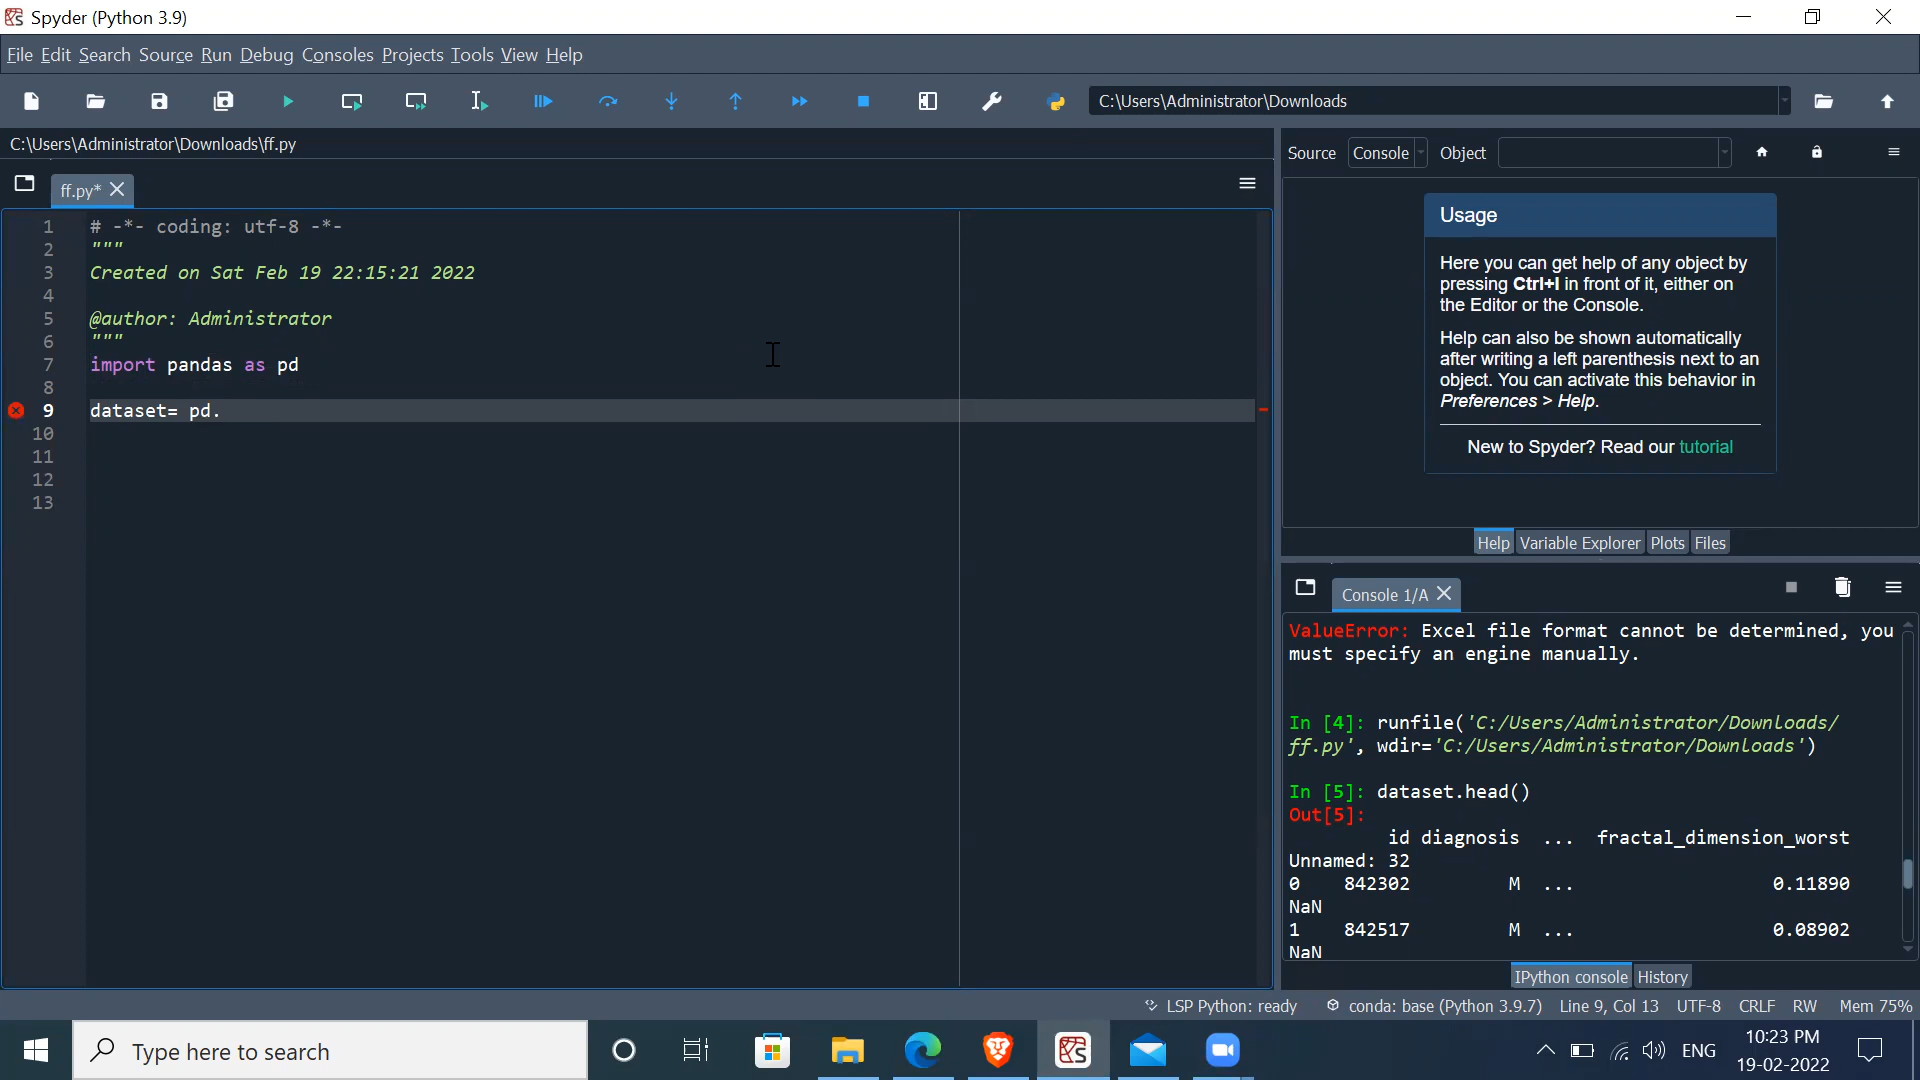 Spyder (Python 3.9)
File Edit Search Source Run Debug Consoles Projects Tools View Help
C:\Users\Administrator\Downloads
C:\Users\Administrator\Downloads\ff.py
ff.py*
1 # -*- coding: utf-8 -*-
2 """
3 Created on Sat Feb 19 22:15:21 2022
4
5 @author: Administrator
6 """
7 import pandas as pd
8
9 dataset= pd.
10
11
12
13
Source Console Object
Usage
Here you can get help of any object by
pressing Ctrl+I in front of it, either on
the Editor or the Console.
Help can also be shown automatically
after writing a left parenthesis next to an
object. You can activate this behavior in
Preferences > Help.
New to Spyder? Read our tutorial
Help Variable Explorer Plots Files
Console 1/A
ValueError: Excel file format cannot be determined, you
must specify an engine manually.
In [4]: runfile('C:/Users/Administrator/Downloads/
ff.py', wdir='C:/Users/Administrator/Downloads')
In [5]: dataset.head()
Out[5]:
id diagnosis ... fractal_dimension_worst
Unnamed: 32
0 842302 M ... 0.11890
NaN
1 842517 M ... 0.08902
NaN
IPython console History
LSP Python: ready conda: base (Python 3.9.7) Line 9, Col 13 UTF-8 CRLF RW Mem 75%
Type here to search
ENG
10:23 PM
19-02-2022